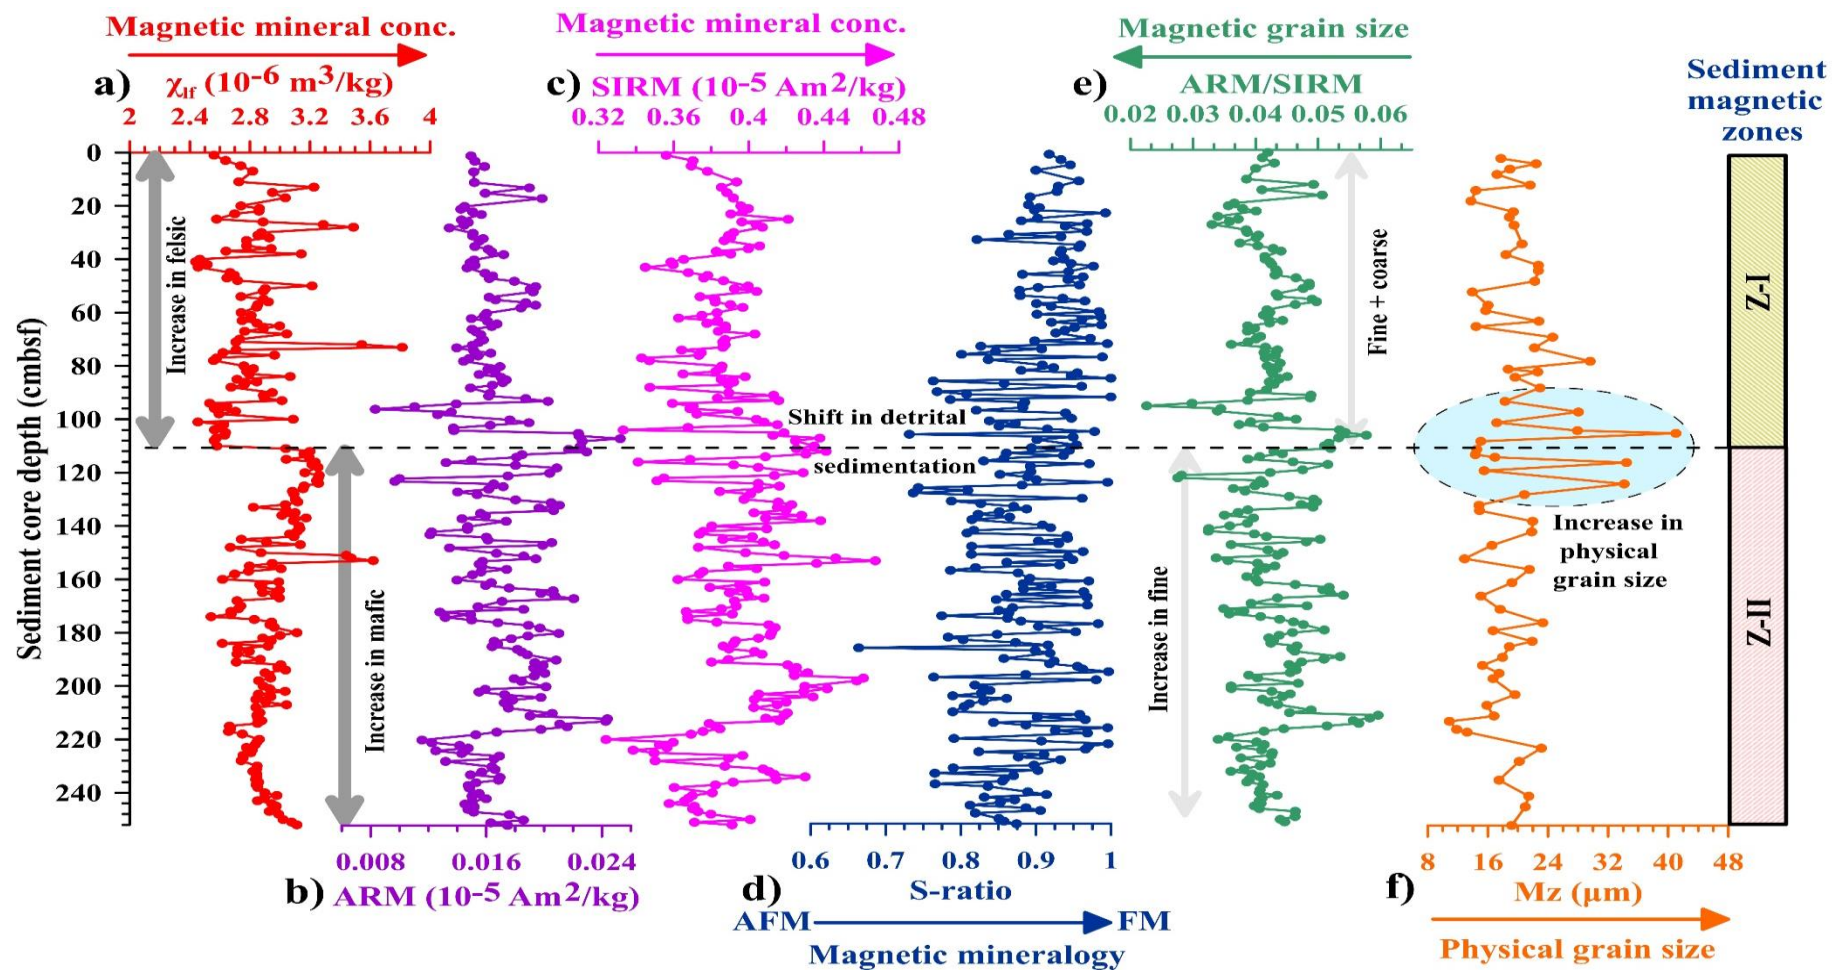 Magnetic mineral conc.
a) χlf (10-6 m3/kg)
2 2.4 2.8 3.2 3.6 4
Magnetic mineral conc.
c) SIRM (10-5 Am2/kg)
0.32 0.36 0.4 0.44 0.48
Magnetic grain size
e) ARM/SIRM
0.02 0.03 0.04 0.05 0.06
Sediment
magnetic
zones
Sediment core depth (cmbsf)
0
20
40
60
80
100
120
140
160
180
200
220
240
Increase in felsic
Increase in mafic
Shift in detrital
sedimentation
Fine + coarse
Increase in fine
Increase in
physical
grain size
Z-I
Z-II
0.008 0.016 0.024
b) ARM (10-5 Am2/kg)
0.6 0.7 0.8 0.9 1
d) S-ratio
AFM FM
Magnetic mineralogy
8 16 24 32 40 48
f) Mz (μm)
Physical grain size